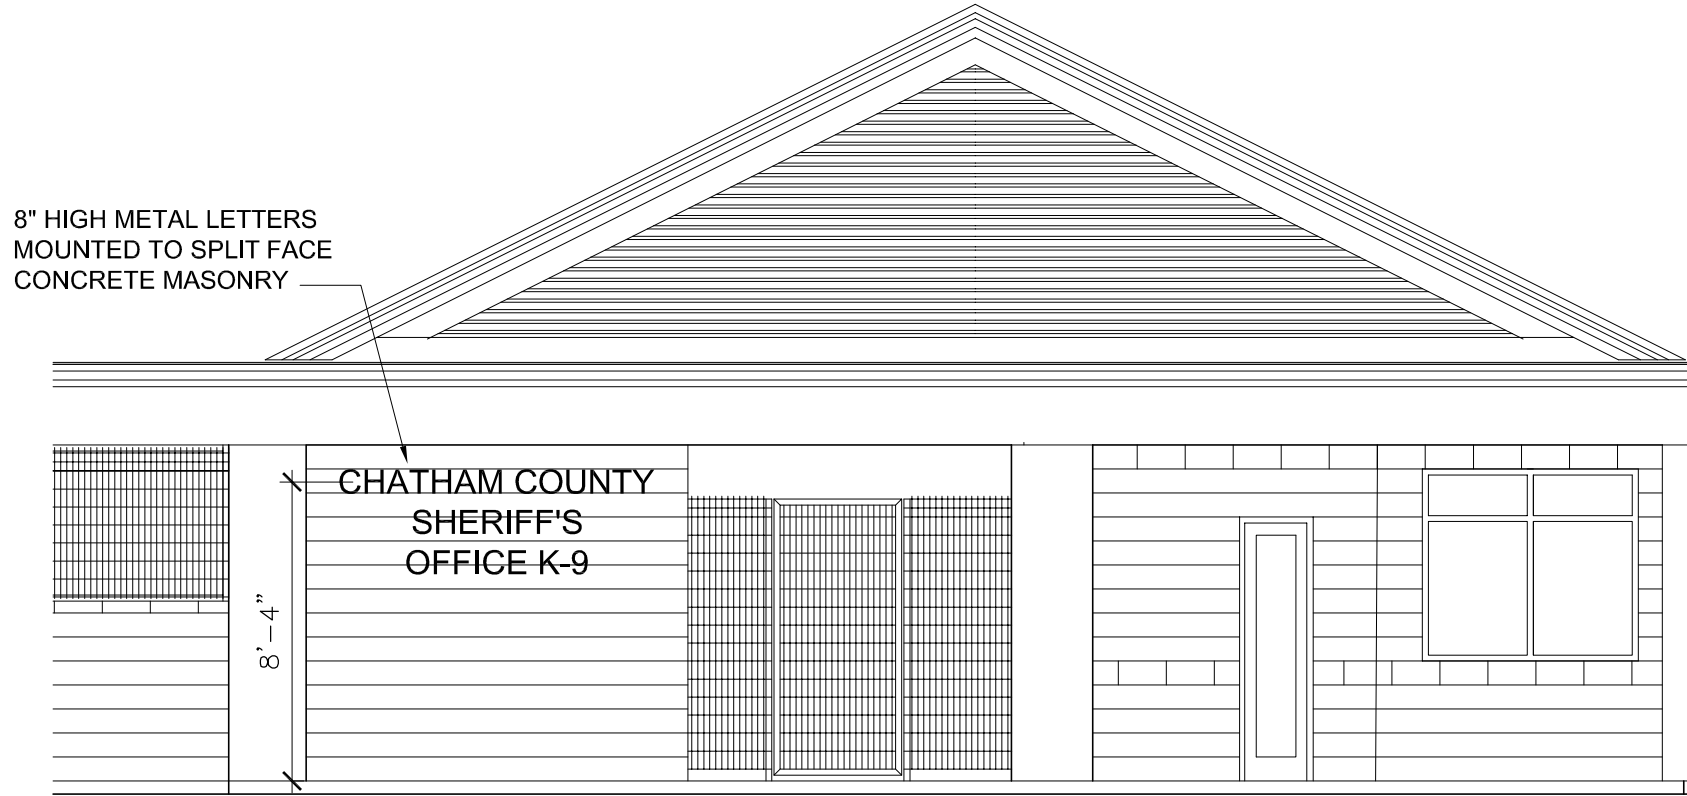 8" HIGH METAL LETTERS
MOUNTED TO SPLIT FACE
CONCRETE MASONRY
CHATHAM COUNTY
SHERIFF'S
OFFICE K-9
8'-4"